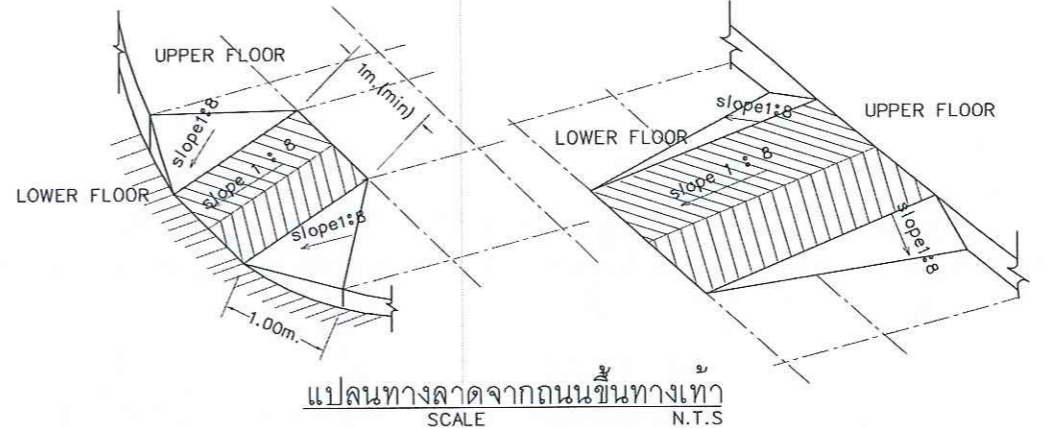 UPPER FLOOR
1m.(min)
slope1:8
slope 1:8
slope1:8
LOWER FLOOR
1.00m.
slope1:8
UPPER FLOOR
LOWER FLOOR
slope 1:8
slope1:8
แปลนทางลาดจากถนนขึ้นทางเท้า
SCALE N.T.S